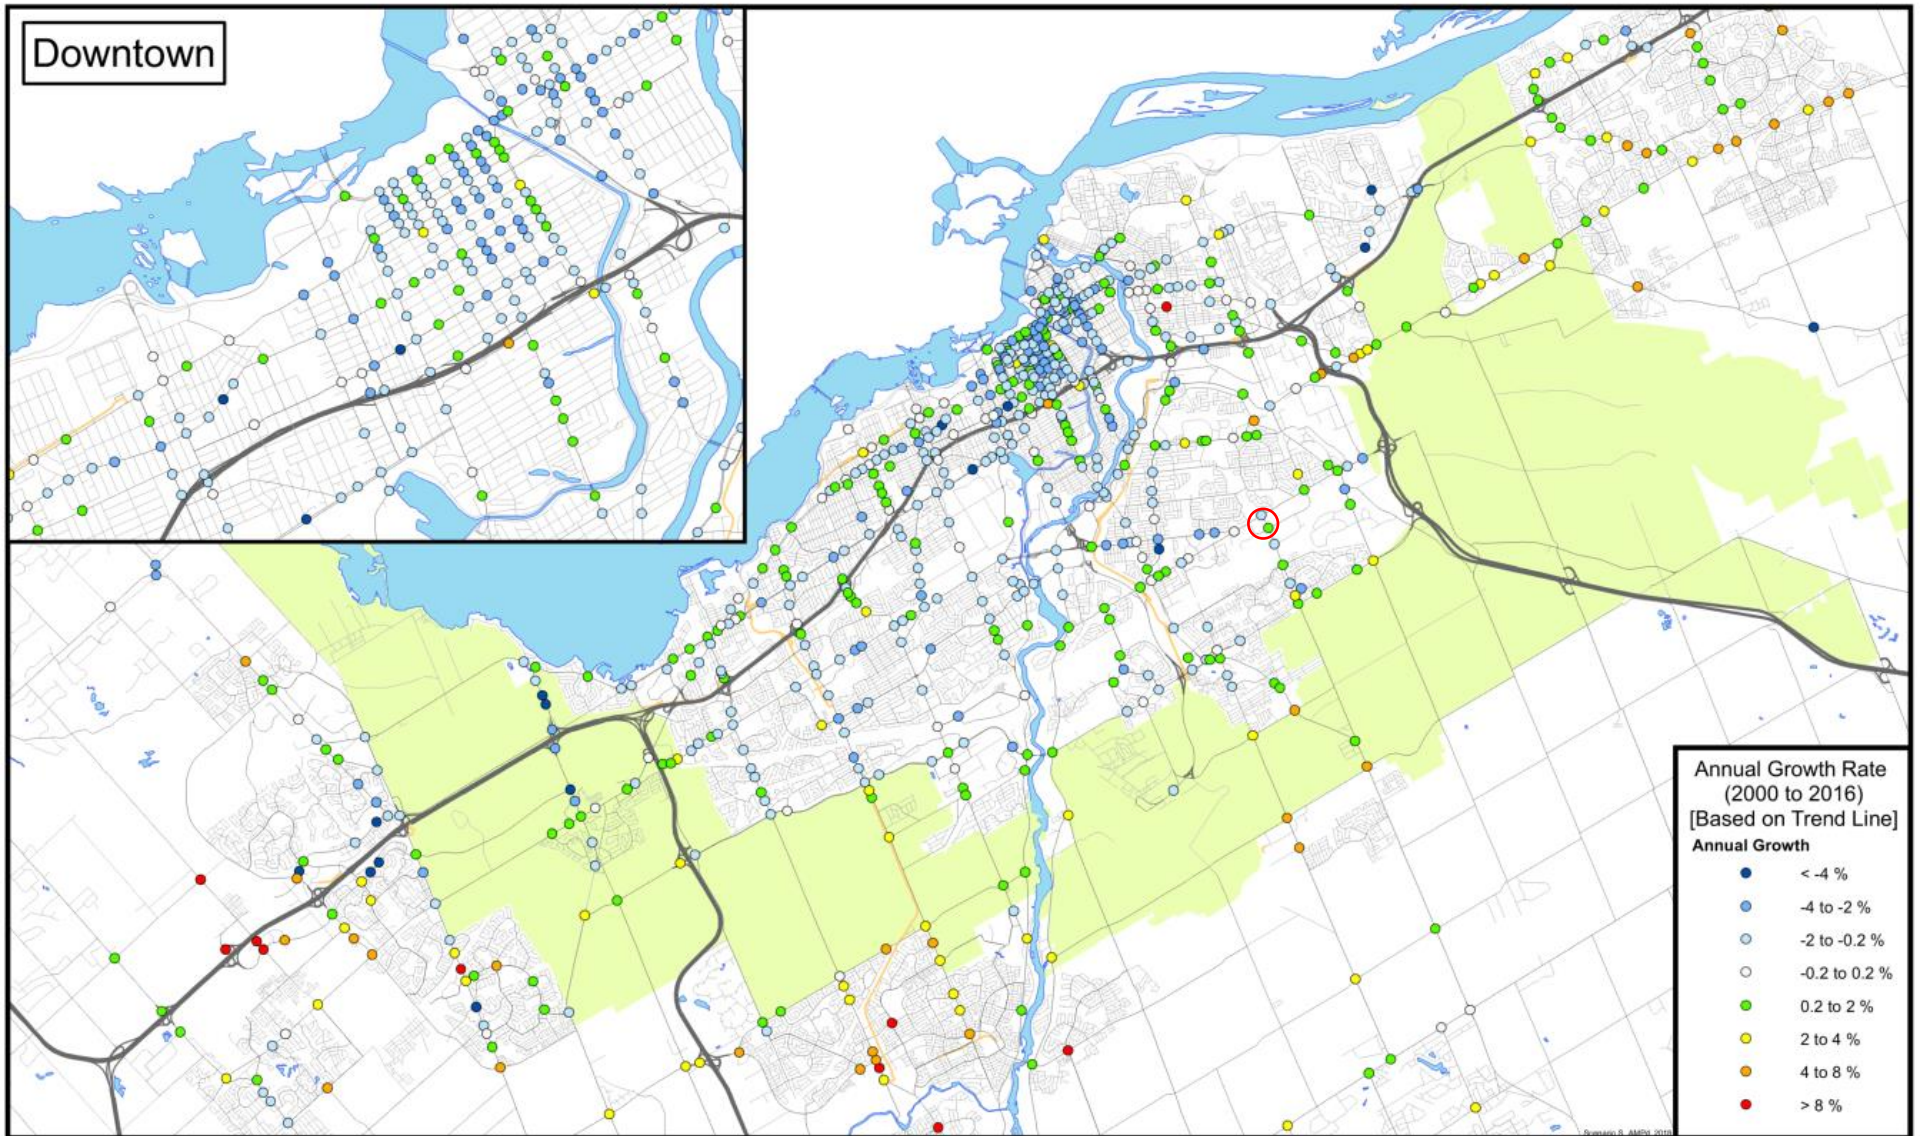 Downtown
Annual Growth Rate
(2000 to 2016)
[Based on Trend Line]
Annual Growth
< -4 %
-4 to -2 %
-2 to -0.2 %
-0.2 to 0.2 %
0.2 to 2 %
2 to 4 %
4 to 8 %
> 8 %